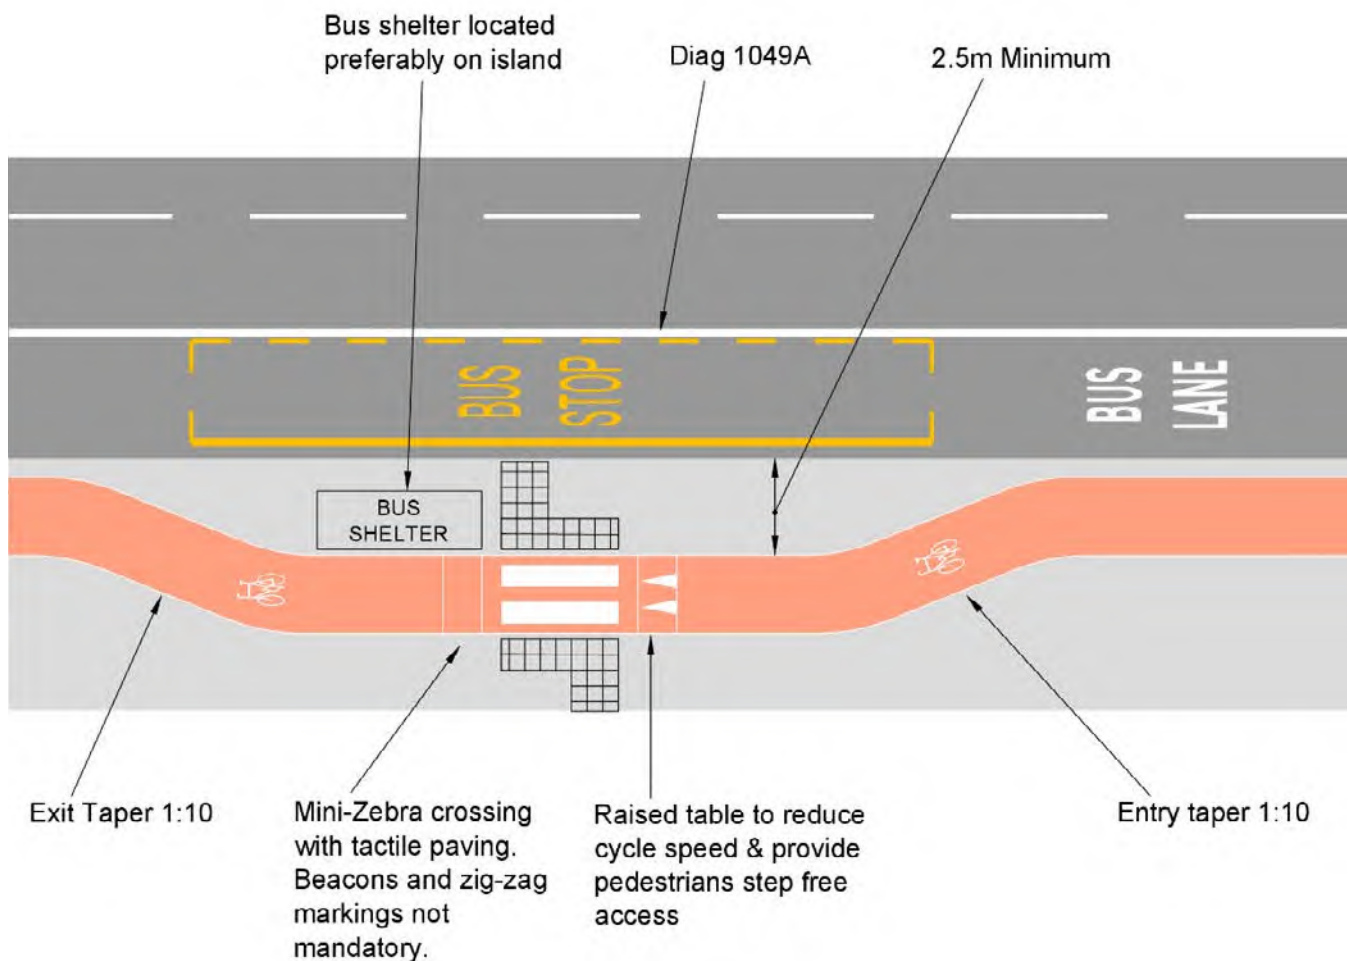 Bus shelter located
preferably on island
Diag 1049A
2.5m Minimum
BUS
STOP
BUS
LANE
BUS
SHELTER
Exit Taper 1:10
Mini-Zebra crossing
with tactile paving.
Beacons and zig-zag
markings not
mandatory.
Raised table to reduce
cycle speed & provide
pedestrians step free
access
Entry taper 1:10